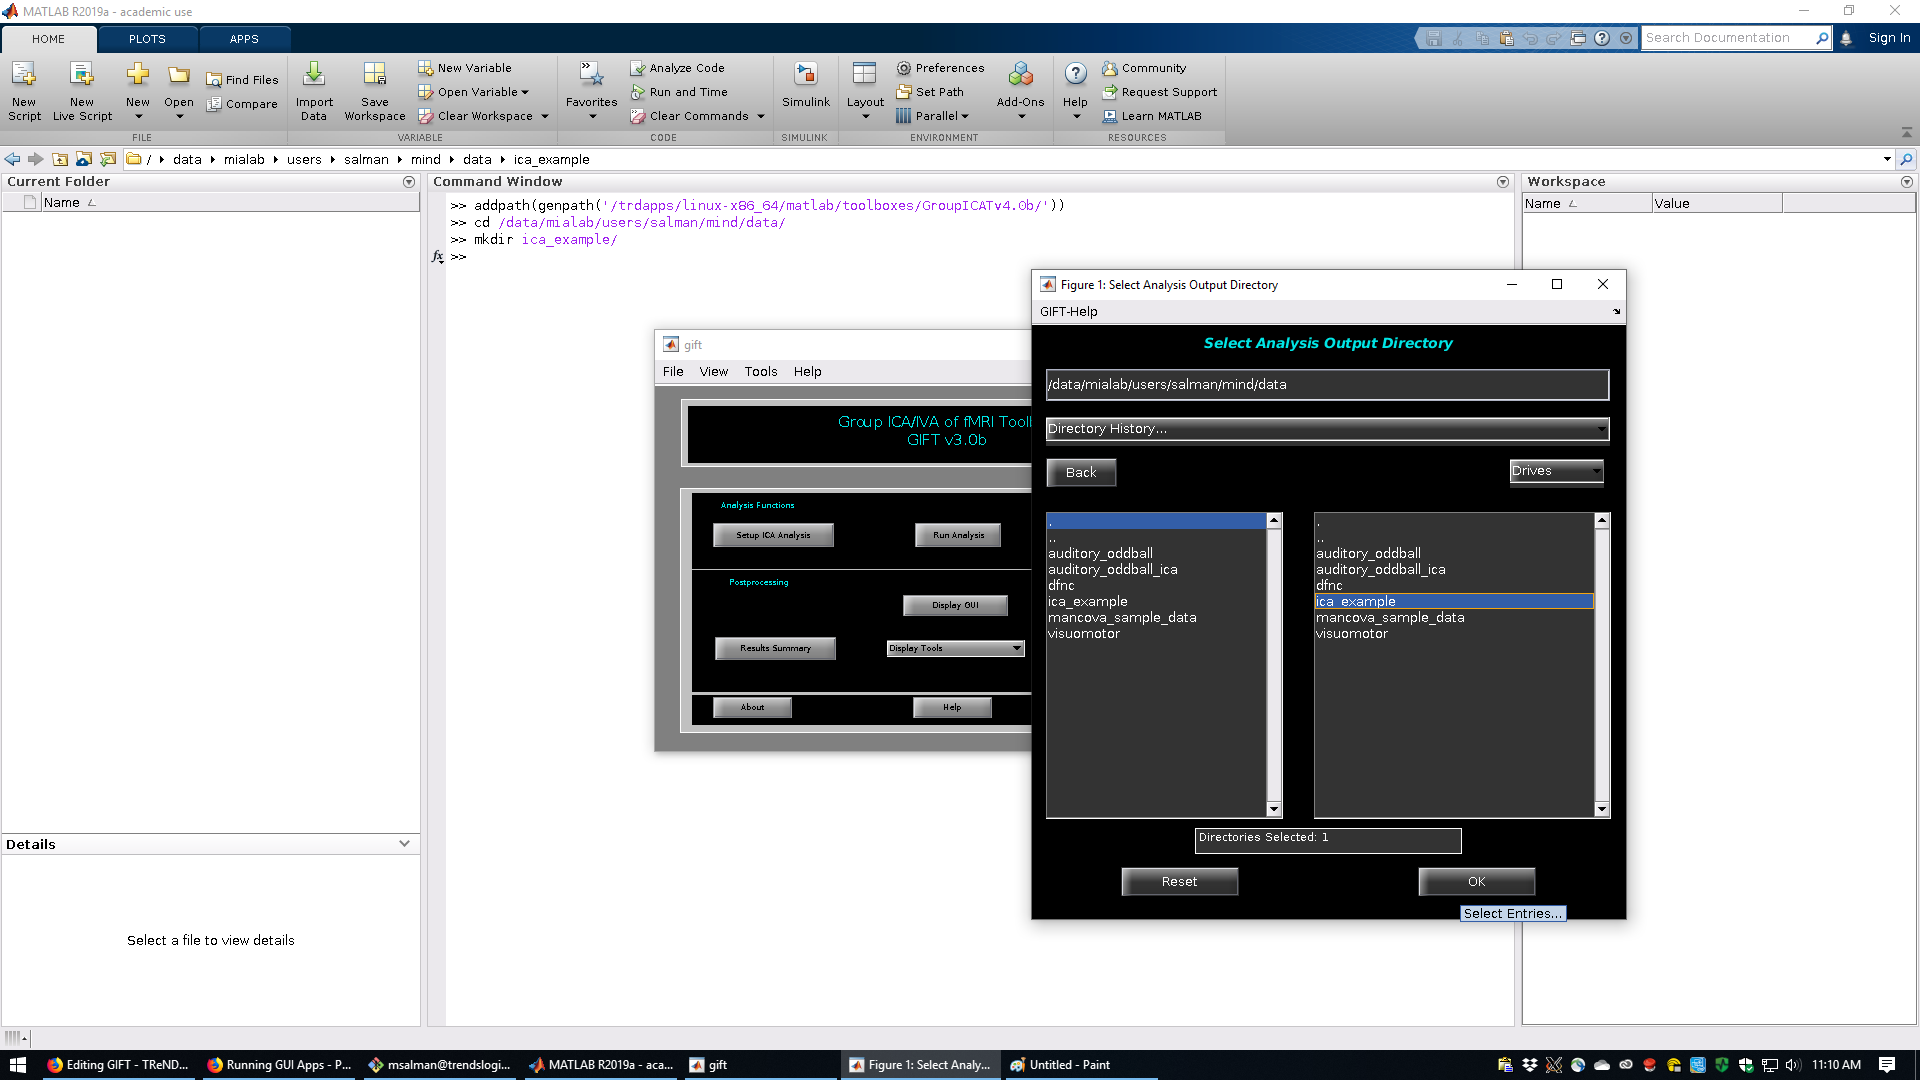 MATLAB R2019a - academic use
HOME
PLOTS
APPS
Search Documentation
Sign In
New Script
New Live Script
New
Open
Find Files
Compare
Import Data
Save Workspace
New Variable
Open Variable
Clear Workspace
Favorites
Analyze Code
Run and Time
Clear Commands
Simulink
Layout
Preferences
Set Path
Parallel
Add-Ons
Help
Community
Request Support
Learn MATLAB
FILE
VARIABLE
CODE
SIMULINK
ENVIRONMENT
RESOURCES
/ data mialab users salman mind data ica_example
Current Folder
Name
Command Window
>> addpath(genpath('/trdapps/linux-x86_64/matlab/toolboxes/GroupICATv4.0b/'))
>> cd /data/mialab/users/salman/mind/data/
>> mkdir ica_example/
fx >>
Workspace
Name
Value
gift
File View Tools Help
Group ICA/IVA of fMRI Tool
GIFT v3.0b
Analysis Functions
Setup ICA Analysis
Run Analysis
Postprocessing
Display GUI
Results Summary
Display Tools
About
Help
Figure 1: Select Analysis Output Directory
GIFT-Help
Select Analysis Output Directory
/data/mialab/users/salman/mind/data
Directory History...
Back
Drives
.
..
auditory_oddball
auditory_oddball_ica
dfnc
ica_example
mancova_sample_data
visuomotor
.
..
auditory_oddball
auditory_oddball_ica
dfnc
ica_example
mancova_sample_data
visuomotor
Directories Selected: 1
Reset
OK
Select Entries...
Details
Select a file to view details
Editing GIFT - TReND...
Running GUI Apps - P...
msalman@trendslogi...
MATLAB R2019a - aca...
gift
Figure 1: Select Analy...
Untitled - Paint
11:10 AM